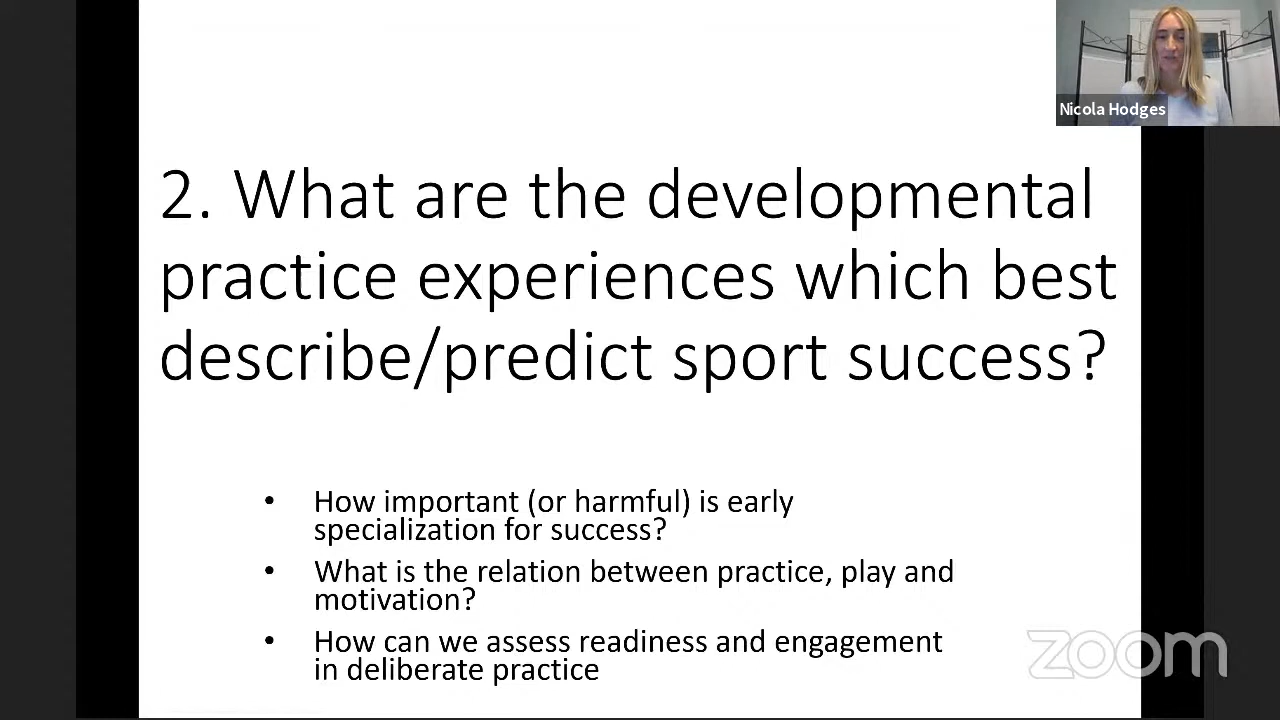 Nicola Hodges
2. What are the developmental
practice experiences which best
describe/predict sport success?
• How important (or harmful) is early
specialization for success?
• What is the relation between practice, play and
motivation?
• How can we assess readiness and engagement
in deliberate practice
zoom